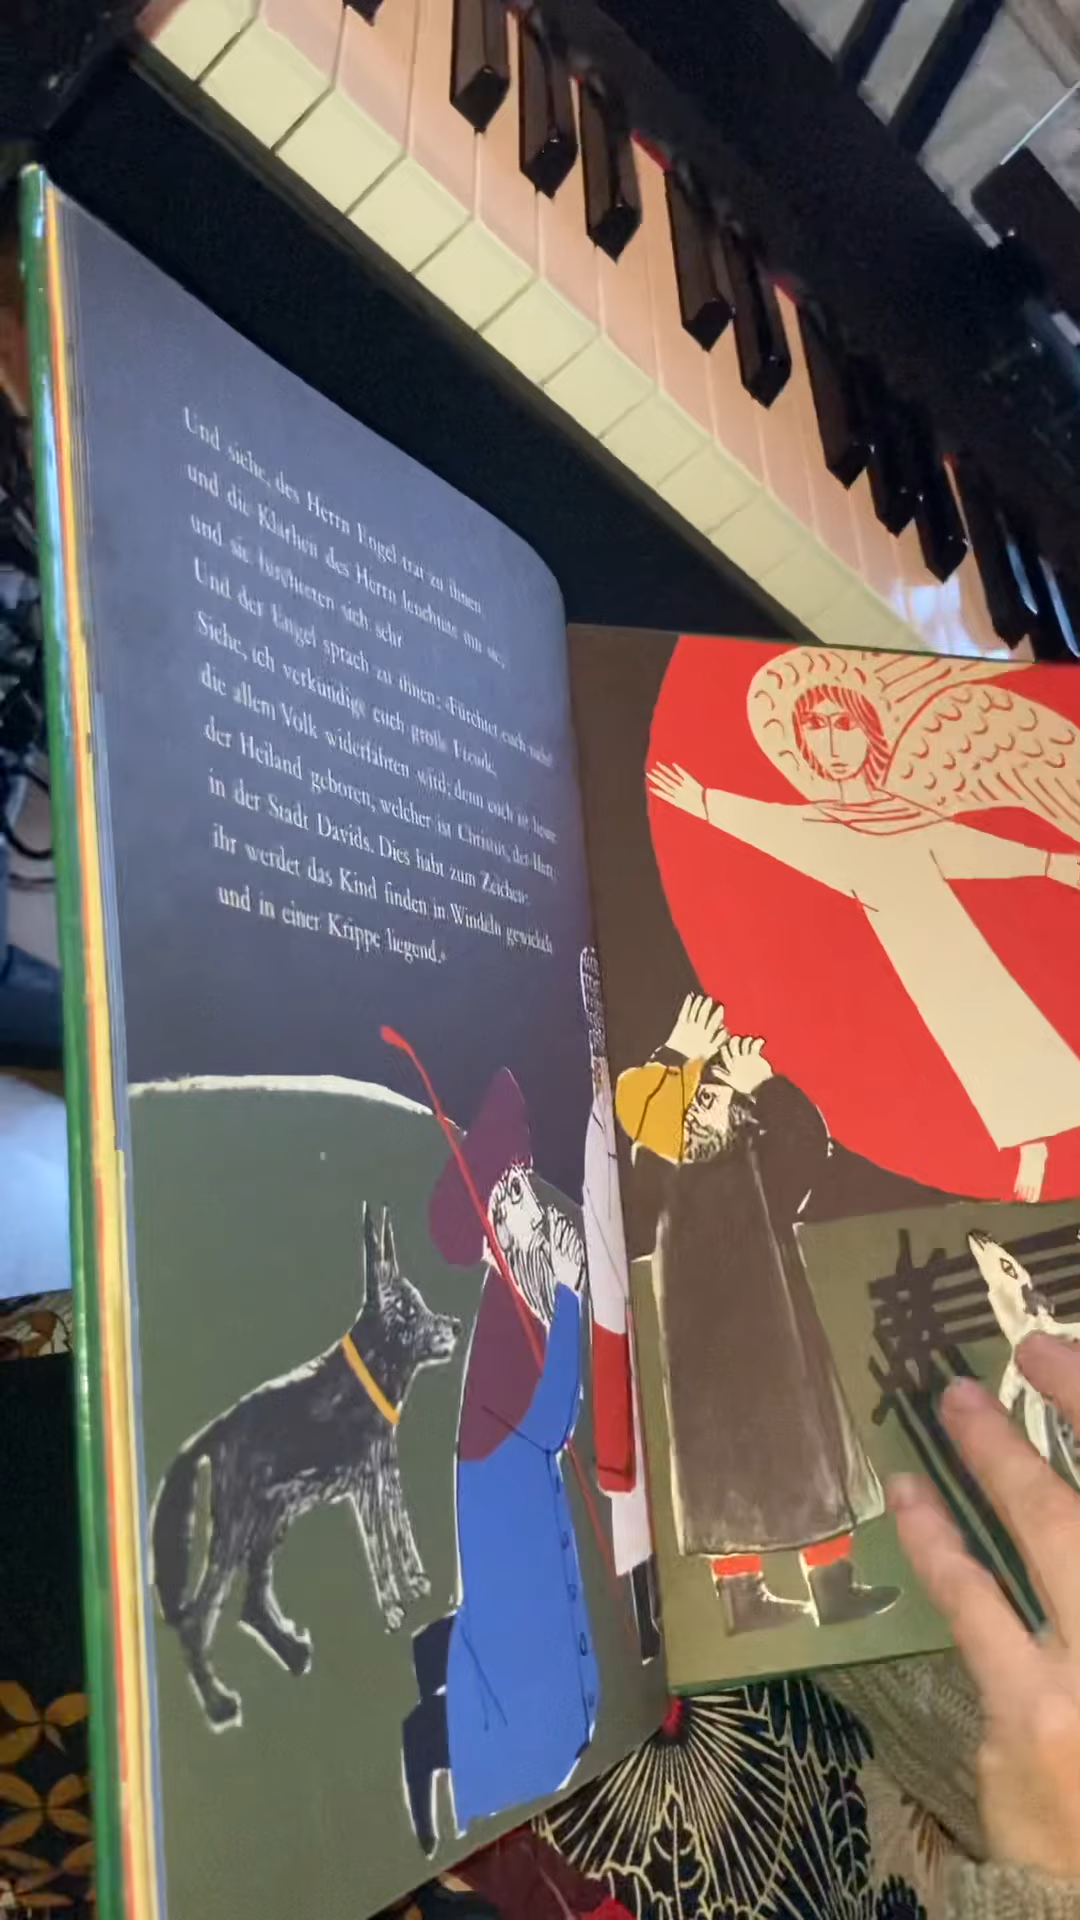 Und siehe, des Herrn Engel trat zu ihnen
und die Klarheit des Herrn leuchtete um sie,
und sie fürchteten sich sehr
Und der Engel sprach zu ihnen: «Fürchtet euch nicht!
Siehe, ich verkündige euch große Freude,
die allem Volk widerfahren wird; denn euch ist heute
der Heiland geboren, welcher ist Christus, der Herr,
in der Stadt Davids. Dies habt zum Zeichen:
ihr werdet das Kind finden in Windeln gewickelt
und in einer Krippe liegend.»